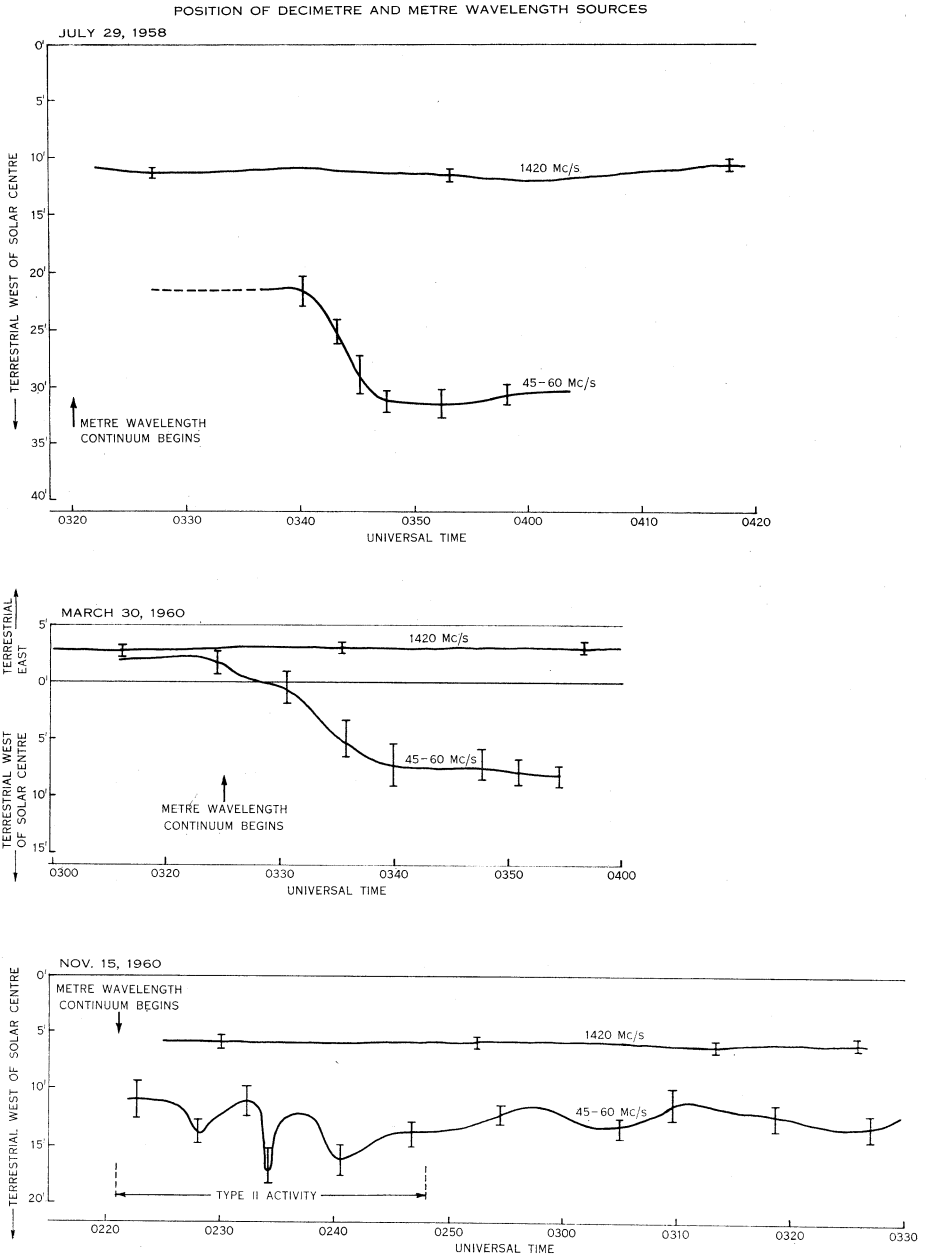 POSITION OF DECIMETRE AND METRE WAVELENGTH SOURCES
JULY 29, 1958
TERRESTRIAL WEST OF SOLAR CENTRE
0'
5'
10'
15'
20'
25'
30'
35'
40'
1420 Mc/s
45-60 Mc/s
METRE WAVELENGTH
CONTINUUM BEGINS
0320 0330 0340 0350 0400 0410 0420
UNIVERSAL TIME
MARCH 30, 1960
TERRESTRIAL
EAST
TERRESTRIAL WEST
OF SOLAR CENTRE
5'
0'
5'
10'
15'
1420 Mc/s
45-60 Mc/s
METRE WAVELENGTH
CONTINUUM BEGINS
0300 0320 0330 0340 0350 0400
UNIVERSAL TIME
NOV. 15, 1960
TERRESTRIAL WEST OF SOLAR CENTRE
0'
5'
10'
15'
20'
METRE WAVELENGTH
CONTINUUM BEGINS
1420 Mc/s
45-60 Mc/s
TYPE II ACTIVITY
0220 0230 0240 0250 0300 0310 0320 0330
UNIVERSAL TIME